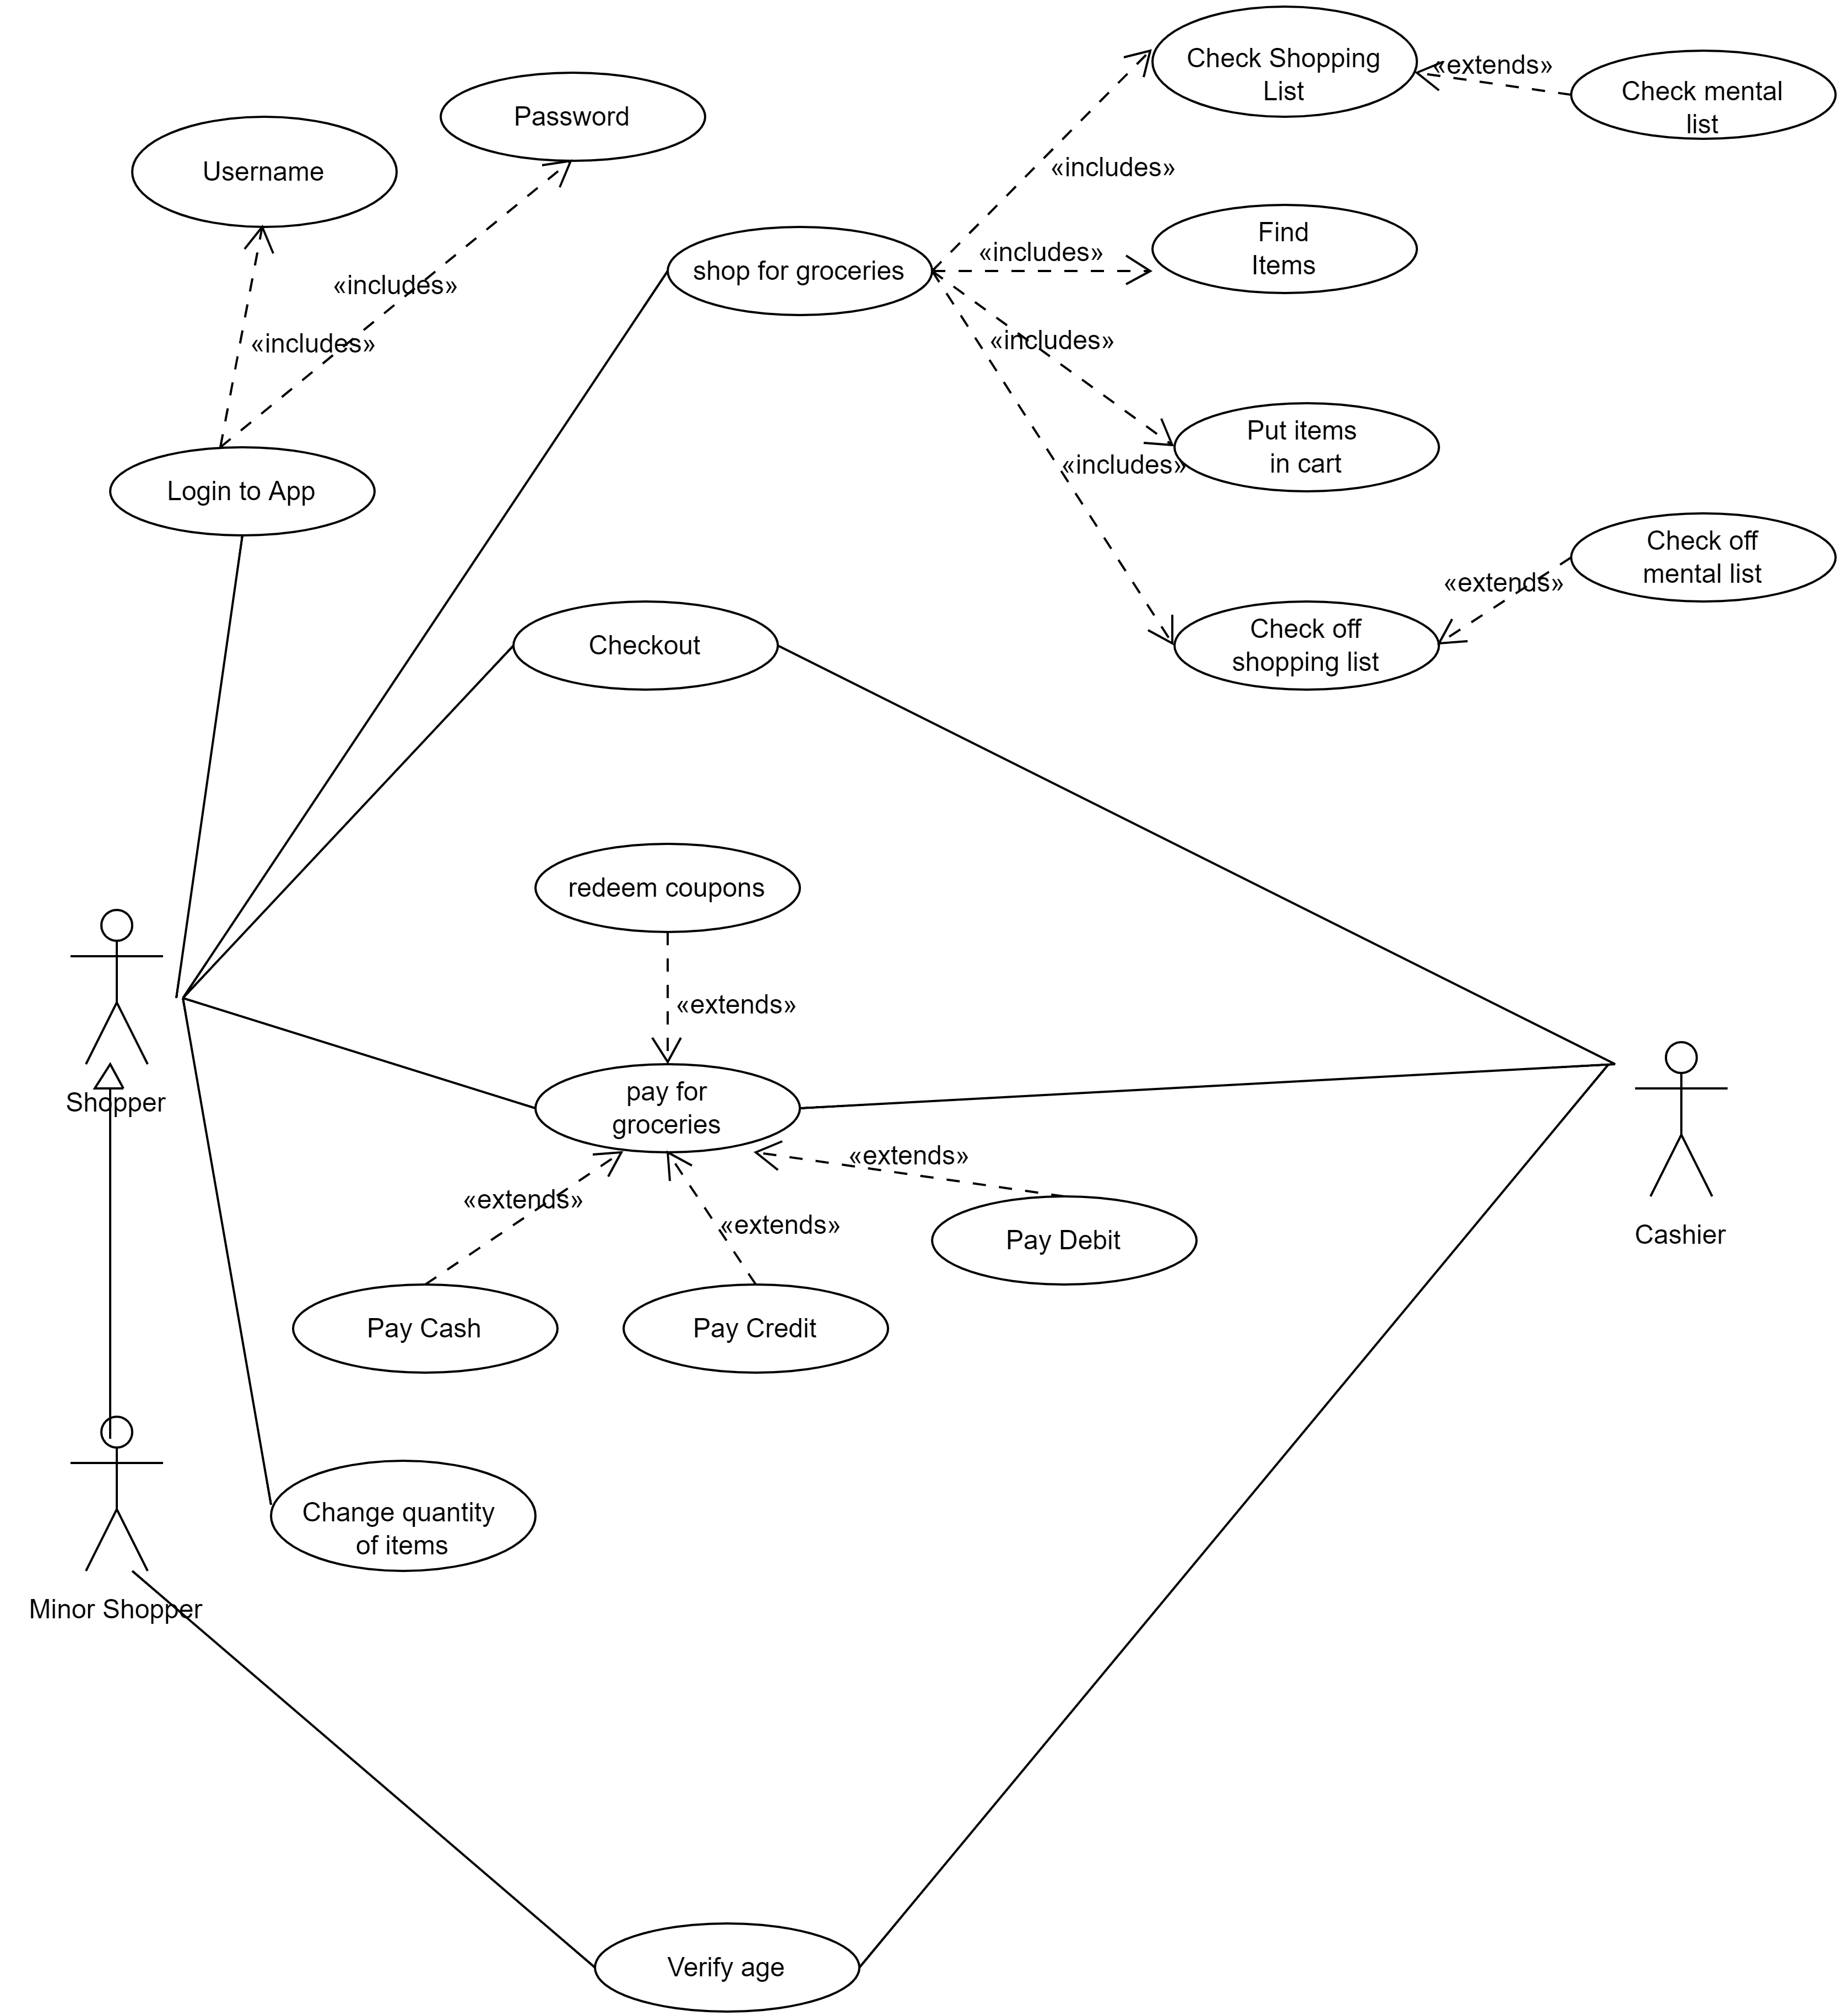 Check Shopping
List
«extends»
Check mental
list
Password
Username
«includes»
Find
Items
shop for groceries
«includes»
«includes»
«includes»
«includes»
Put items
in cart
«includes»
Login to App
Check off
mental list
«extends»
Checkout
Check off
shopping list
redeem coupons
«extends»
Shopper
pay for
groceries
«extends»
«extends»
«extends»
Pay Debit
Cashier
Pay Cash
Pay Credit
Change quantity
of items
Minor Shopper
Verify age